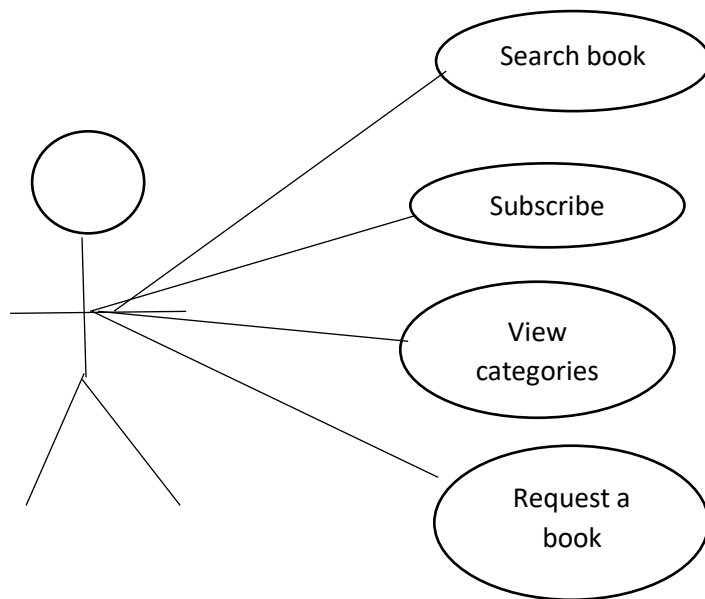 Search book
Subscribe
View
categories
Request a
book